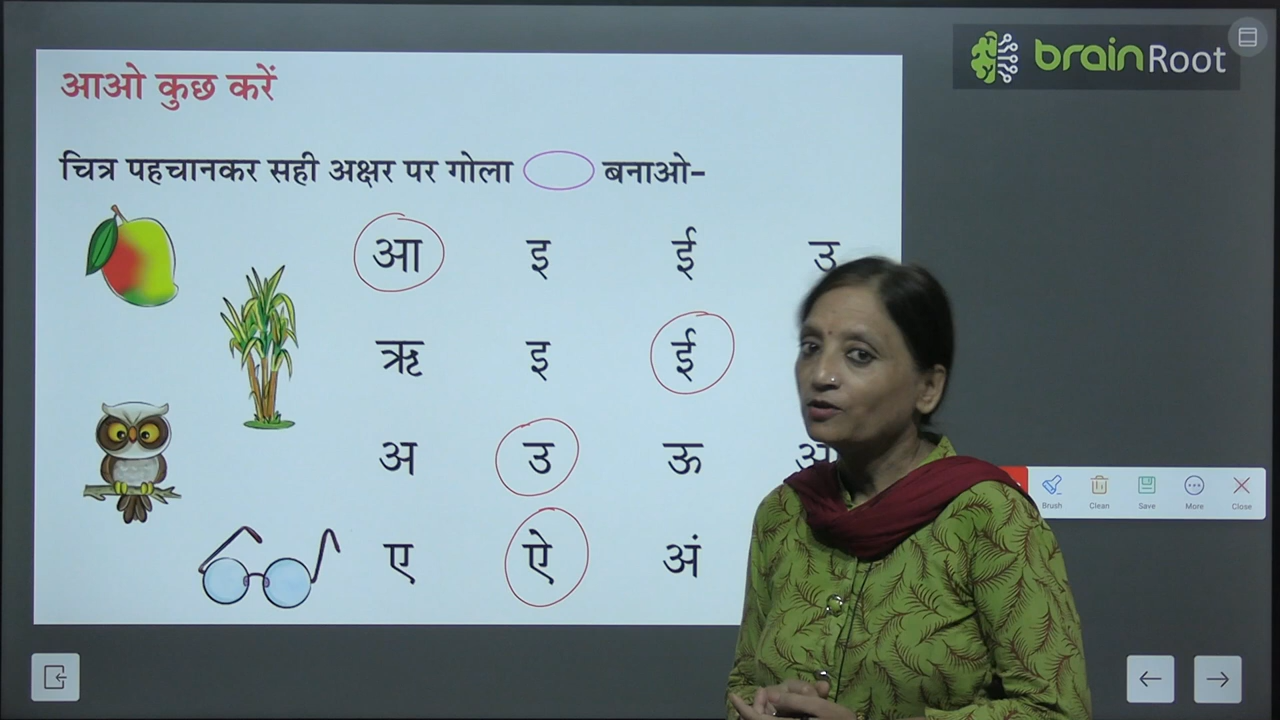 brainRoot
आओ कुछ करें
चित्र पहचानकर सही अक्षर पर गोला बनाओ-
आ इ ई उ
ऋ इ ई
अ उ ऊ
ए ऐ अं
Brush Clean Save More Close